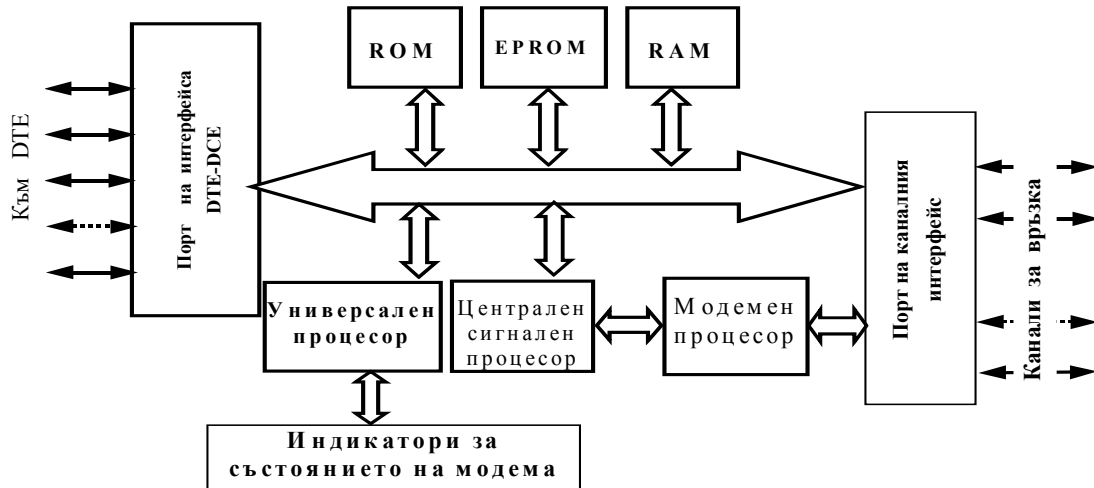 ROM
EPROM
RAM
Към DTE
Порт на интерфейса
DTE-DCE
Порт на каналния
интерфейс
Канали за връзка
Универсален
процесор
Централен
сигнален
процесор
Модемен
процесор
Индикатори за
състоянието на модема